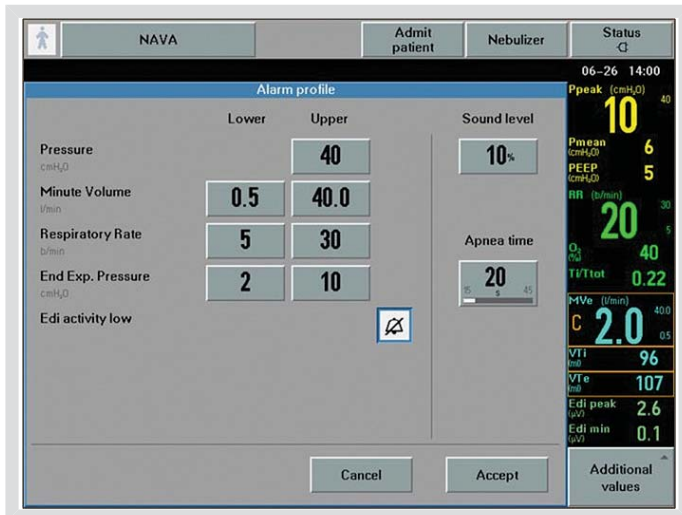 NAVA
Admit patient
Nebulizer
Status
06-26 14:00
Alarm profile
Lower Upper Sound level
Pressure
cmH₂O
40
10%
Minute Volume
l/min
0.5 40.0
Respiratory Rate
b/min
5 30
Apnea time
End Exp. Pressure
cmH₂O
2 10
20
15 s 45
Edi activity low
Cancel Accept
Ppeak (cmH₂O)
10 40
Pmean
(cmH₂O)
6
PEEP
(cmH₂O)
5
RR (b/min)
20 30
5
O₂
(%)
40
Ti/Ttot 0.22
MVe (l/min)
C 2.0 40.0
0.5
VTi
(ml)
96
VTe
(ml)
107
Edi peak
(µV)
2.6
Edi min
(µV)
0.1
Additional
values